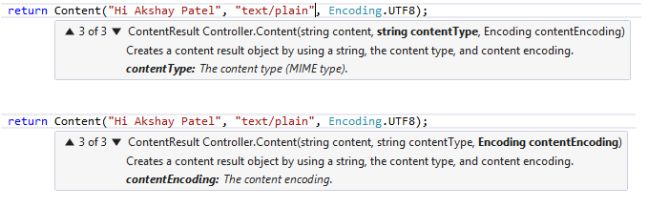 return Content("Hi Akshay Patel", "text/plain", Encoding.UTF8);
▲ 3 of 3 ▼ ContentResult Controller.Content(string content, string contentType, Encoding contentEncoding)
Creates a content result object by using a string, the content type, and content encoding.
contentType: The content type (MIME type).
return Content("Hi Akshay Patel", "text/plain", Encoding.UTF8);
▲ 3 of 3 ▼ ContentResult Controller.Content(string content, string contentType, Encoding contentEncoding)
Creates a content result object by using a string, the content type, and content encoding.
contentEncoding: The content encoding.